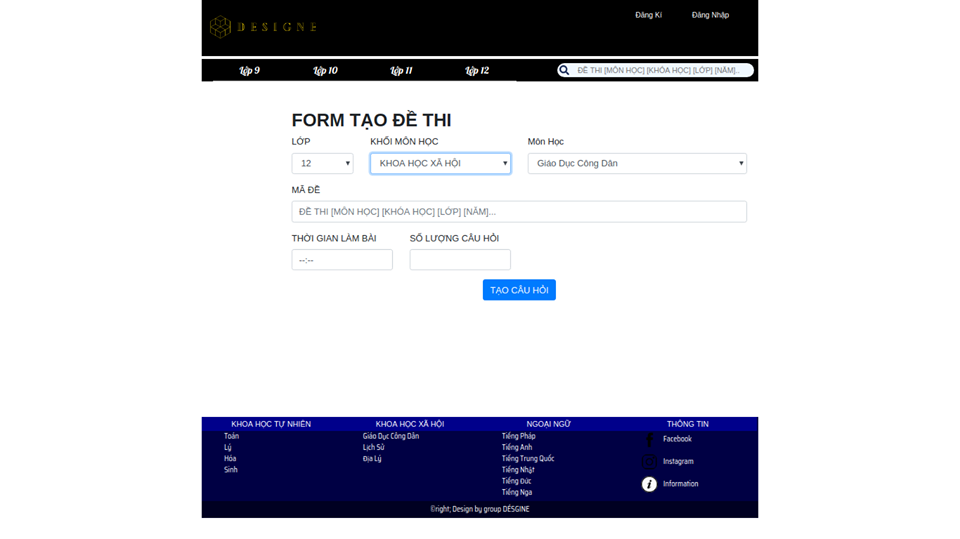 DESIGNE
Đăng Kí Đăng Nhập
Lớp 9 Lớp 10 Lớp 11 Lớp 12
ĐỀ THI [MÔN HỌC] [KHÓA HỌC] [LỚP] [NĂM]...
FORM TẠO ĐỀ THI
LỚP KHỐI MÔN HỌC Môn Học
12 KHOA HỌC XÃ HỘI Giáo Dục Công Dân
MÃ ĐỀ
ĐỀ THI [MÔN HỌC] [KHÓA HỌC] [LỚP] [NĂM]...
THỜI GIAN LÀM BÀI SỐ LƯỢNG CÂU HỎI
--:--
TẠO CÂU HỎI
KHOA HỌC TỰ NHIÊN KHOA HỌC XÃ HỘI NGOẠI NGỮ THÔNG TIN
Toán Giáo Dục Công Dân Tiếng Pháp Facebook
Lý Lịch Sử Tiếng Anh
Hóa Địa Lý Tiếng Trung Quốc Instagram
Sinh Tiếng Nhật
Tiếng Đức Information
Tiếng Nga
©right; Design by group DÉSGINE